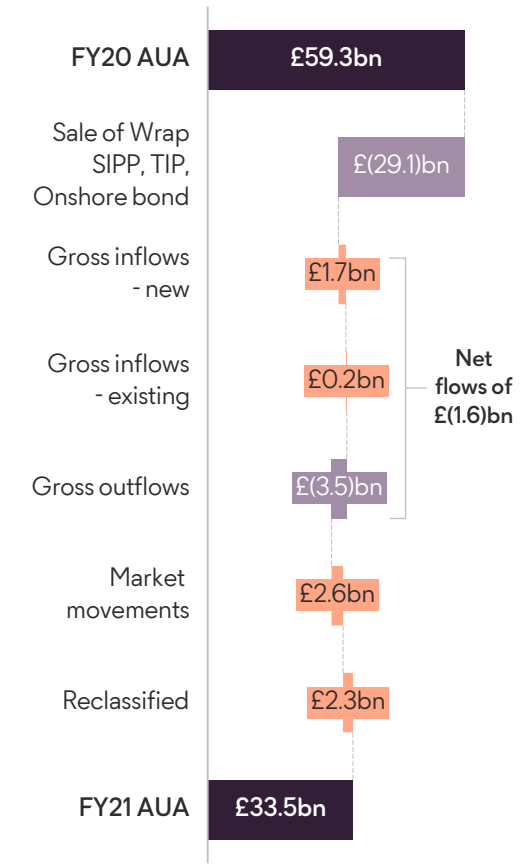 FY20 AUA
£59.3bn
Sale of Wrap
SIPP, TIP,
Onshore bond
£(29.1)bn
Gross inflows
- new
£1.7bn
Gross inflows
- existing
£0.2bn
Net
flows of
£(1.6)bn
Gross outflows
£(3.5)bn
Market
movements
£2.6bn
Reclassified
£2.3bn
FY21 AUA
£33.5bn